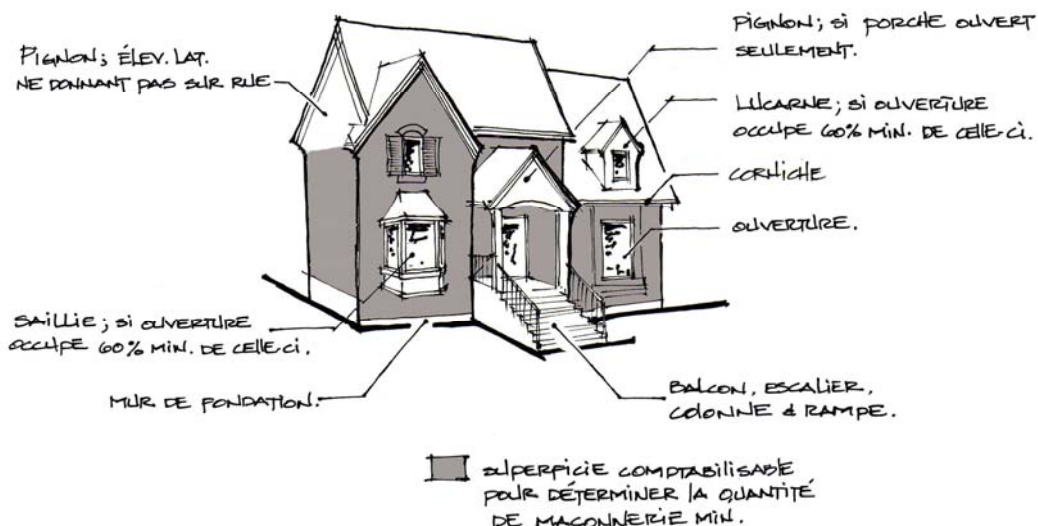 PIGNON; ÉLEV. LAT.
NE DONNANT PAS SUR RUE
PIGNON; SI PORCHE OUVERT
SEULEMENT.
LUCARNE; SI OUVERTURE
OCCUPE 60% MIN. DE CELLE-CI.
CORNICHE
OUVERTURE.
SAILLIE; SI OUVERTURE
OCCUPE 60% MIN. DE CELLE-CI.
MUR DE FONDATION.
BALCON, ESCALIER,
COLONNE & RAMPE.
SUPERFICIE COMPTABILISABLE
POUR DÉTERMINER LA QUANTITÉ
DE MAÇONNERIE MIN.